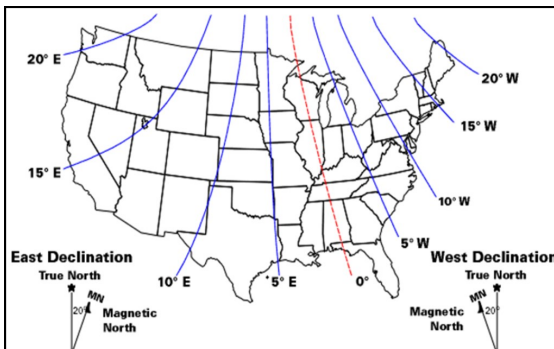 20° E
20° W
15° W
15° E
10° W
5° W
East Declination
True North
West Declination
True North
10° E
5° E
0°
MN
20°
Magnetic
North
MN
20°
Magnetic
North